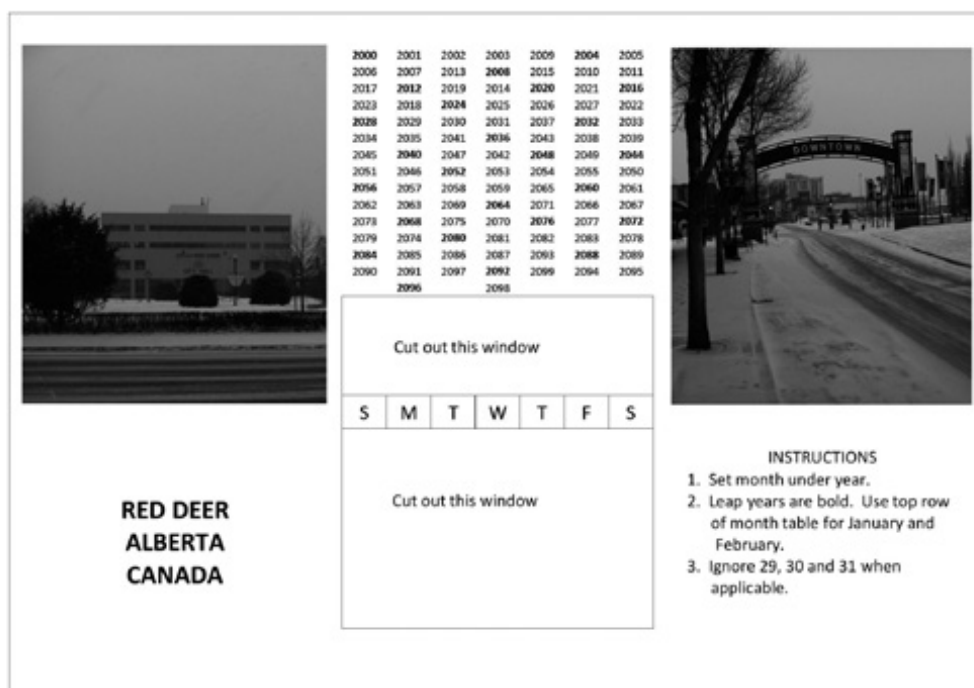 2000 2001 2002 2003 2009 2004 2005
2006 2007 2013 2008 2015 2010 2011
2017 2012 2019 2014 2020 2021 2016
2023 2018 2024 2025 2026 2027 2022
2028 2029 2030 2031 2037 2032 2033
2034 2035 2041 2036 2043 2038 2039
2045 2040 2047 2042 2048 2049 2044
2051 2046 2052 2053 2054 2055 2050
2056 2057 2058 2059 2065 2060 2061
2062 2063 2069 2064 2071 2066 2067
2073 2068 2075 2070 2076 2077 2072
2079 2074 2080 2081 2082 2083 2078
2084 2085 2086 2087 2093 2088 2089
2090 2091 2097 2092 2099 2094 2095
2096 2098
DOWNTOWN
Cut out this window
S M T W T F S
Cut out this window
RED DEER
ALBERTA
CANADA
INSTRUCTIONS
1. Set month under year.
2. Leap years are bold. Use top row
of month table for January and
February.
3. Ignore 29, 30 and 31 when
applicable.